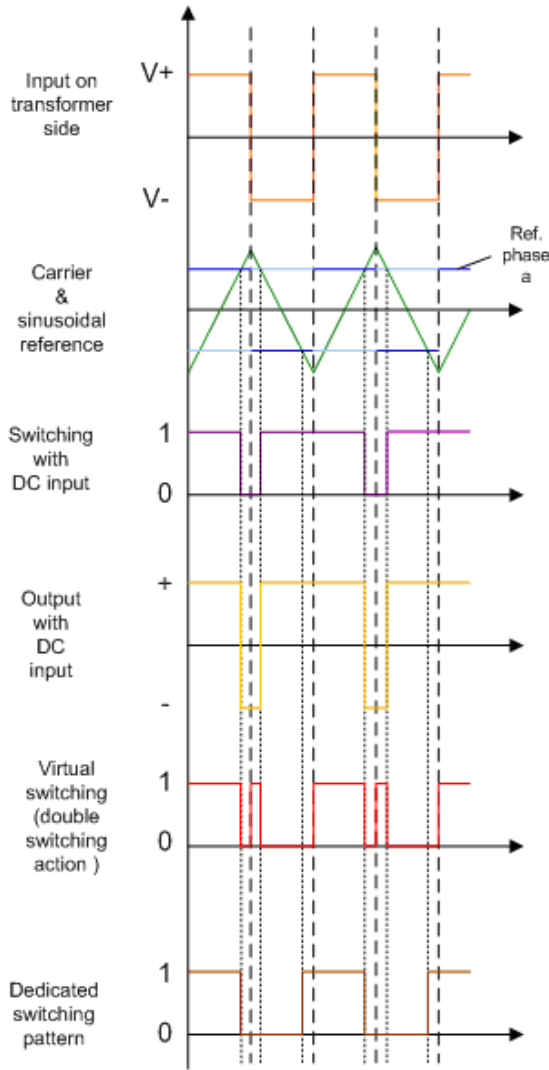 Input on
transformer
side
V+
V-
Carrier
&
sinusoidal
reference
Ref.
phase
a
Switching
with
DC input
1
0
Output
with
DC
input
+
-
Virtual
switching
(double
switching
action )
1
0
Dedicated
switching
pattern
1
0